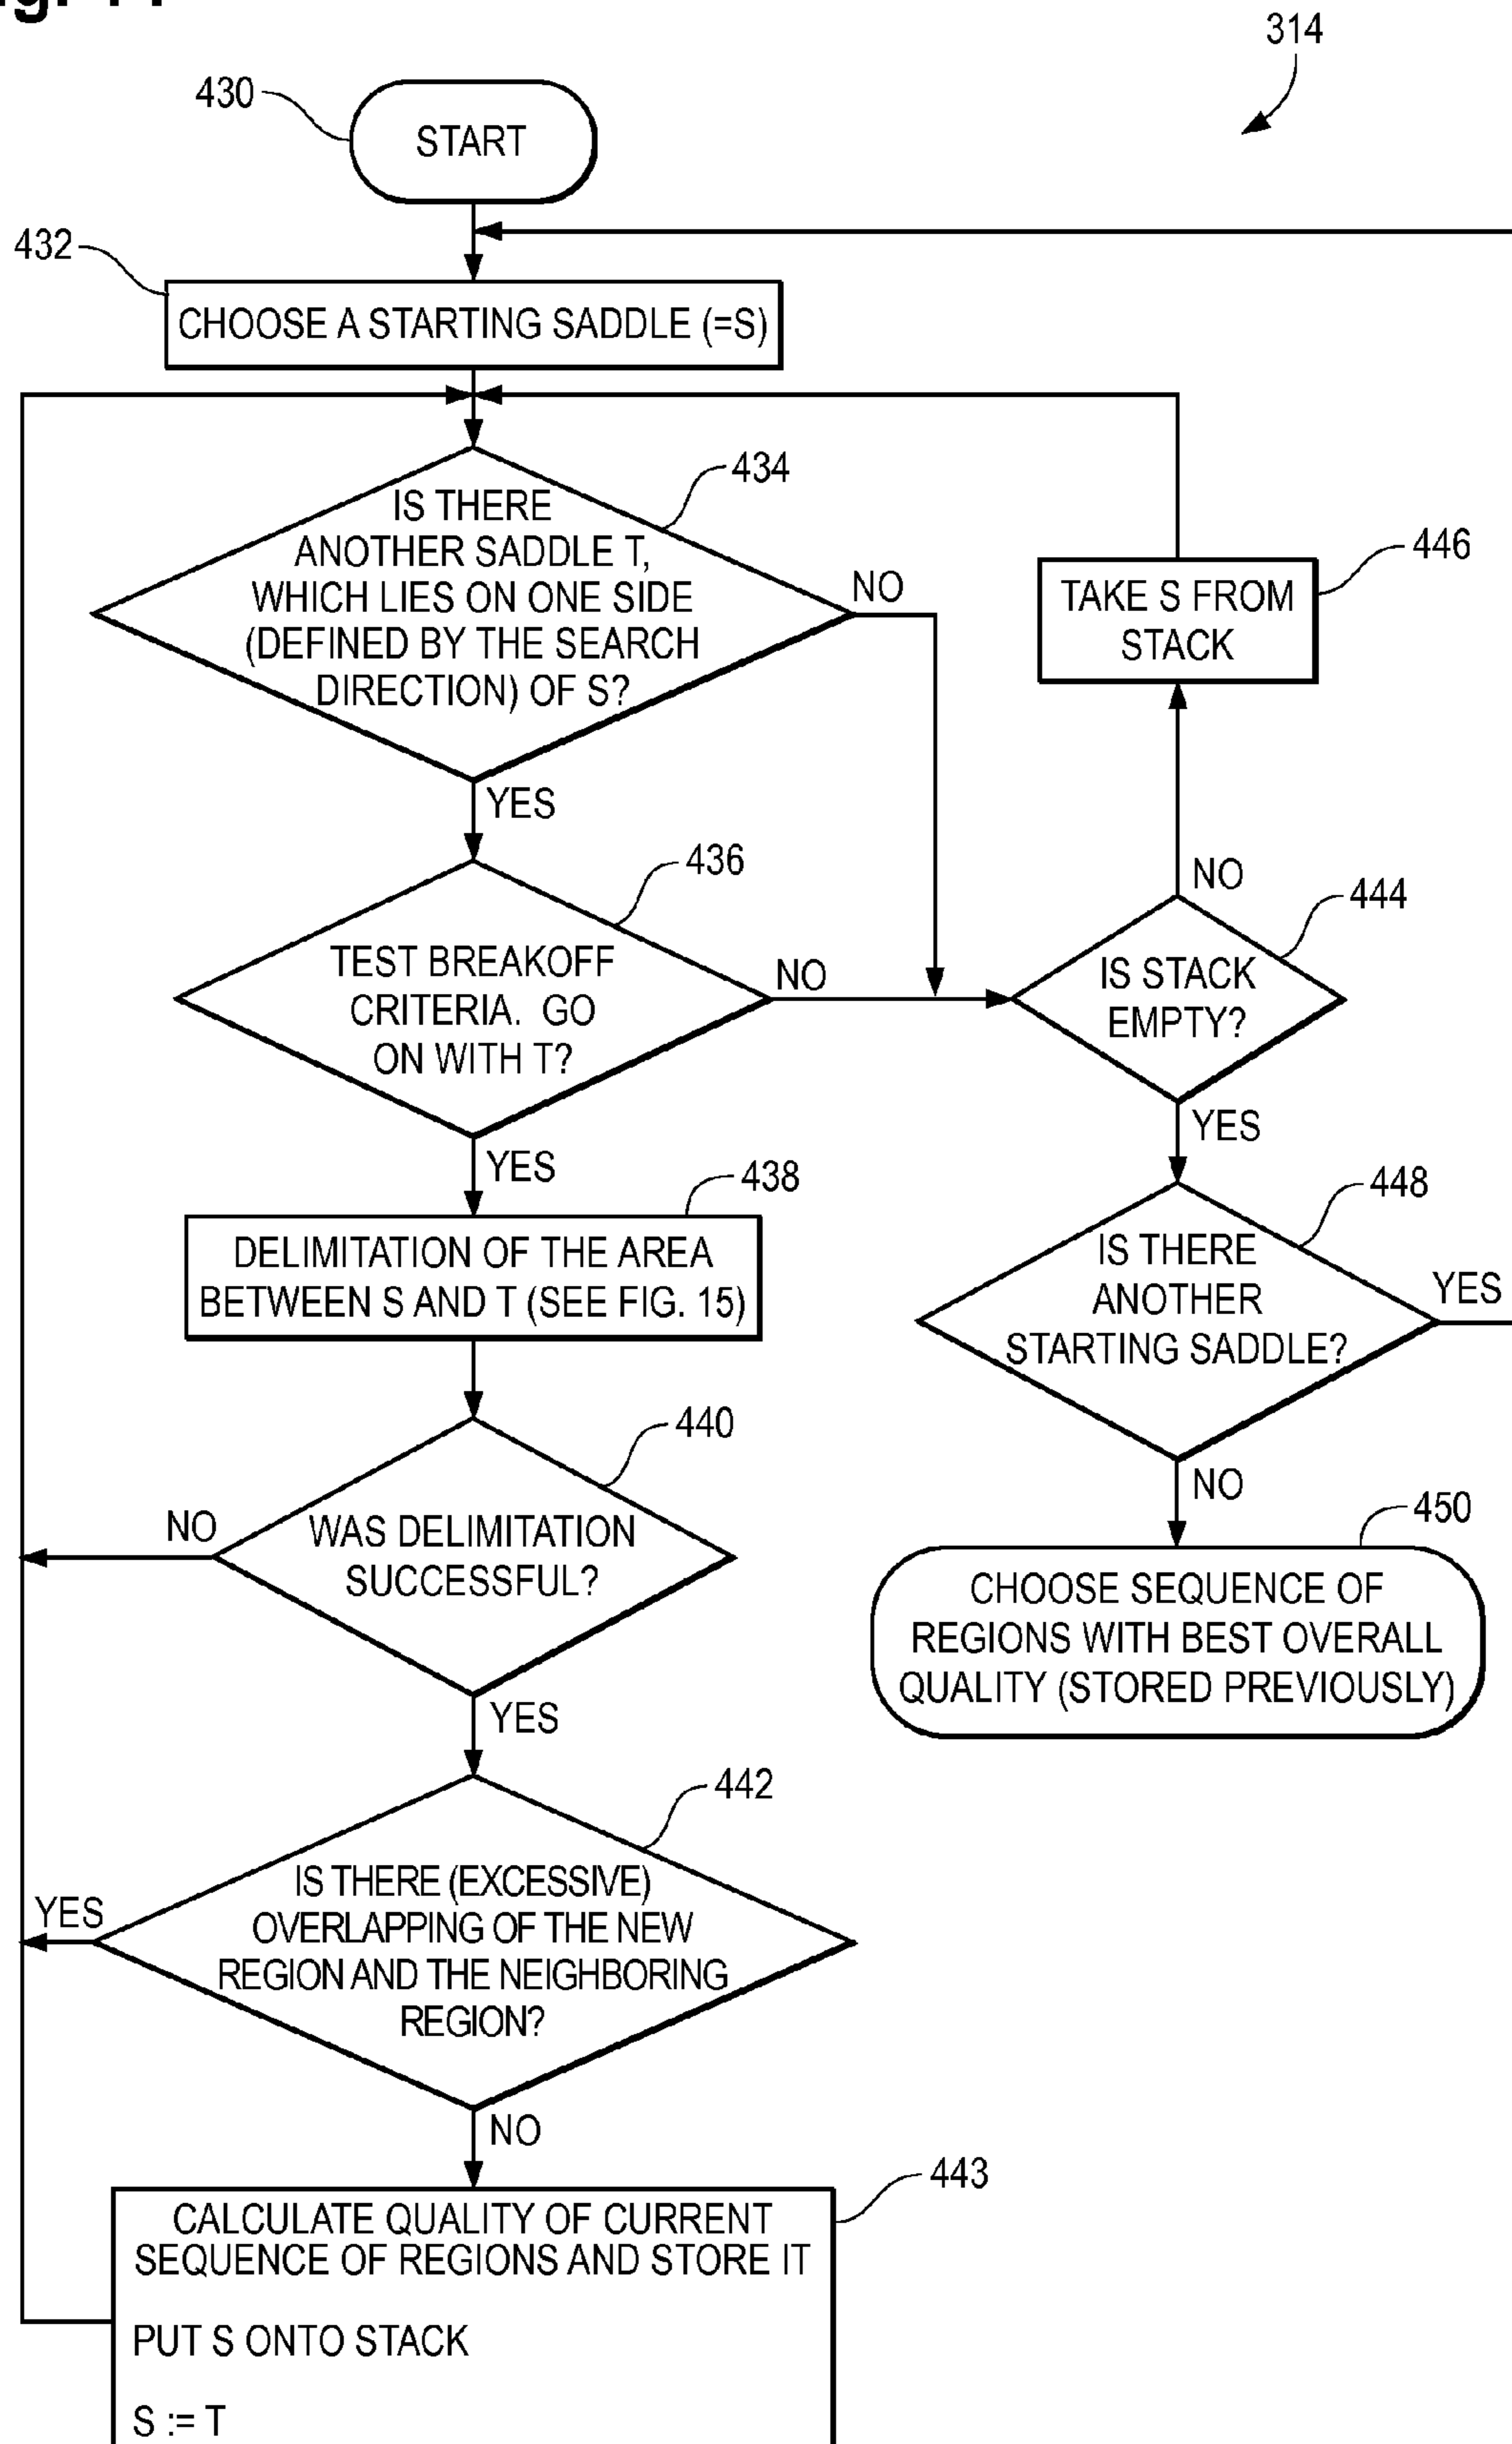 314
430
START
432
CHOOSE A STARTING SADDLE (=S)
434
IS THERE
ANOTHER SADDLE T,
WHICH LIES ON ONE SIDE
(DEFINED BY THE SEARCH
DIRECTION) OF S?
NO
YES
446
TAKE S FROM
STACK
436
TEST BREAKOFF
CRITERIA. GO
ON WITH T?
NO
YES
NO
444
IS STACK
EMPTY?
YES
438
DELIMITATION OF THE AREA
BETWEEN S AND T (SEE FIG. 15)
448
IS THERE
ANOTHER
STARTING SADDLE?
YES
NO
440
WAS DELIMITATION
SUCCESSFUL?
NO
YES
450
CHOOSE SEQUENCE OF
REGIONS WITH BEST OVERALL
QUALITY (STORED PREVIOUSLY)
442
IS THERE (EXCESSIVE)
OVERLAPPING OF THE NEW
REGION AND THE NEIGHBORING
REGION?
YES
NO
443
CALCULATE QUALITY OF CURRENT
SEQUENCE OF REGIONS AND STORE IT
PUT S ONTO STACK
S := T